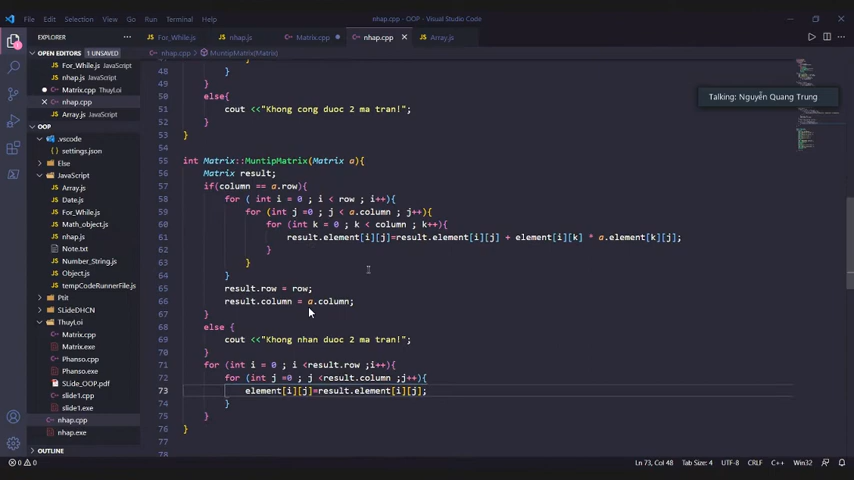 File Edit Selection View Go Run Terminal Help
nhap.cpp - OOP - Visual Studio Code
EXPLORER
For_While.js
nhap.js
Matrix.cpp
nhap.cpp
Array.js
OPEN EDITORS 1 UNSAVED
For_While.js JavaScript
nhap.js JavaScript
Matrix.cpp ThuyLoi
nhap.cpp
Array.js JavaScript
OOP
.vscode
settings.json
Else
JavaScript
Array.js
Date.js
For_While.js
Math_object.js
nhap.js
Note.txt
Number_String.js
Object.js
tempCodeRunnerFile.js
Ptit
SLideDHCN
ThuyLoi
Matrix.cpp
Matrix.exe
Phanso.cpp
Phanso.exe
SLide_OOP.pdf
slide1.cpp
slide1.exe
nhap.cpp
nhap.exe
OUTLINE
nhap.cpp > MuntipMatrix(Matrix)
48 }
49 }
50 else{
51 cout <<"Khong cong duoc 2 ma tran!";
52 }
53 }
54
55 int Matrix::MuntipMatrix(Matrix a){
56 Matrix result;
57 if(column == a.row){
58 for ( int i = 0 ; i < row ; i++){
59 for (int j =0 ; j < a.column ; j++){
60 for (int k = 0 ; k < column ; k++){
61 result.element[i][j]=result.element[i][j] + element[i][k] * a.element[k][j];
62 }
63 }
64 }
65 result.row = row;
66 result.column = a.column;
67 }
68 else {
69 cout <<"Khong nhan duoc 2 ma tran!";
70 }
71 for (int i = 0 ; i <result.row ;i++){
72 for (int j =0 ; j <result.column ;j++){
73 element[i][j]=result.element[i][j];
74 }
75 }
76 }
77
Talking: Nguyễn Quang Trung
0 0
Ln 73, Col 48 Tab Size: 4 UTF-8 CRLF C++ Win32